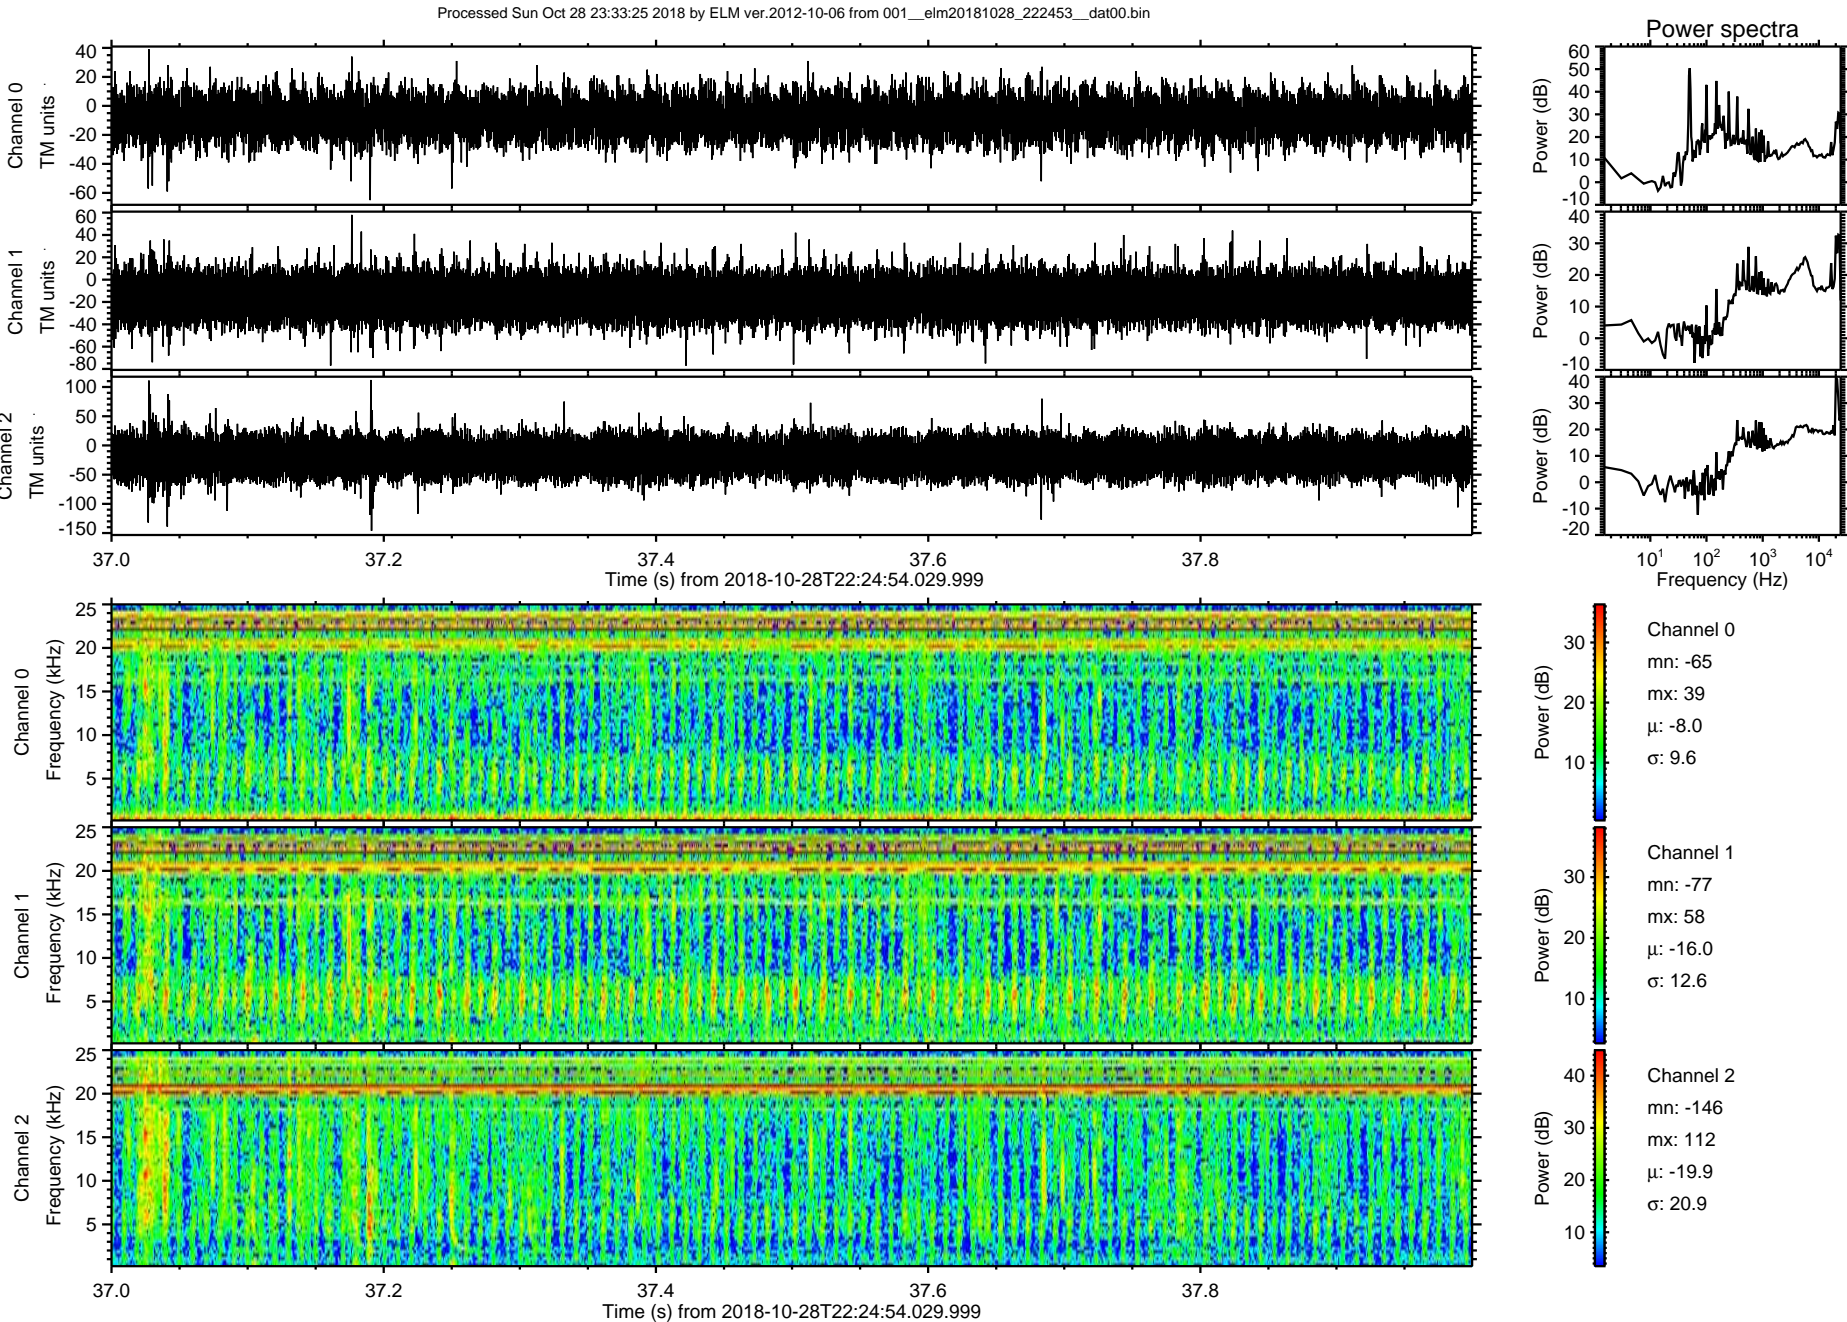 Processed Sun Oct 28 23:33:25 2018 by ELM ver.2012-10-06 from 001__elm20181028_222453__dat00.bin
Power spectra
Channel 0
TM units
40
20
0
-20
-40
-60
Power (dB)
60
50
40
30
20
10
0
-10
Channel 1
TM units
60
40
20
0
-20
-40
-60
-80
Power (dB)
40
30
20
10
0
-10
Channel 2
TM units
100
50
0
-50
-100
-150
Power (dB)
40
30
20
10
0
-10
-20
37.0 37.2 37.4 37.6 37.8
Time (s) from 2018-10-28T22:24:54.029.999
10^1 10^2 10^3 10^4
Frequency (Hz)
Channel 0
Frequency (kHz)
25
20
15
10
5
Power (dB)
30
20
10
Channel 0
mn: -65
mx: 39
μ: -8.0
σ: 9.6
Channel 1
Frequency (kHz)
25
20
15
10
5
Power (dB)
30
20
10
Channel 1
mn: -77
mx: 58
μ: -16.0
σ: 12.6
Channel 2
Frequency (kHz)
25
20
15
10
5
Power (dB)
40
30
20
10
Channel 2
mn: -146
mx: 112
μ: -19.9
σ: 20.9
37.0 37.2 37.4 37.6 37.8
Time (s) from 2018-10-28T22:24:54.029.999